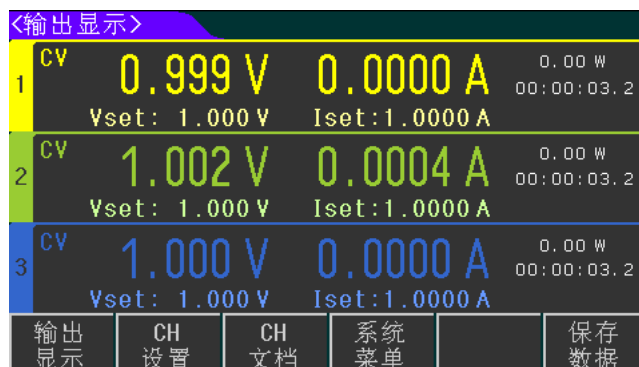 <输出显示>
1 CV 0.999 V 0.0000 A 0.00 W
00:00:03.2
Vset: 1.000 V Iset:1.0000 A
2 CV 1.002 V 0.0004 A 0.00 W
00:00:03.2
Vset: 1.000 V Iset:1.0000 A
3 CV 1.000 V 0.0000 A 0.00 W
00:00:03.2
Vset: 1.000 V Iset:1.0000 A
输出 CH CH 系统 保存
显示 设置 文档 菜单 数据